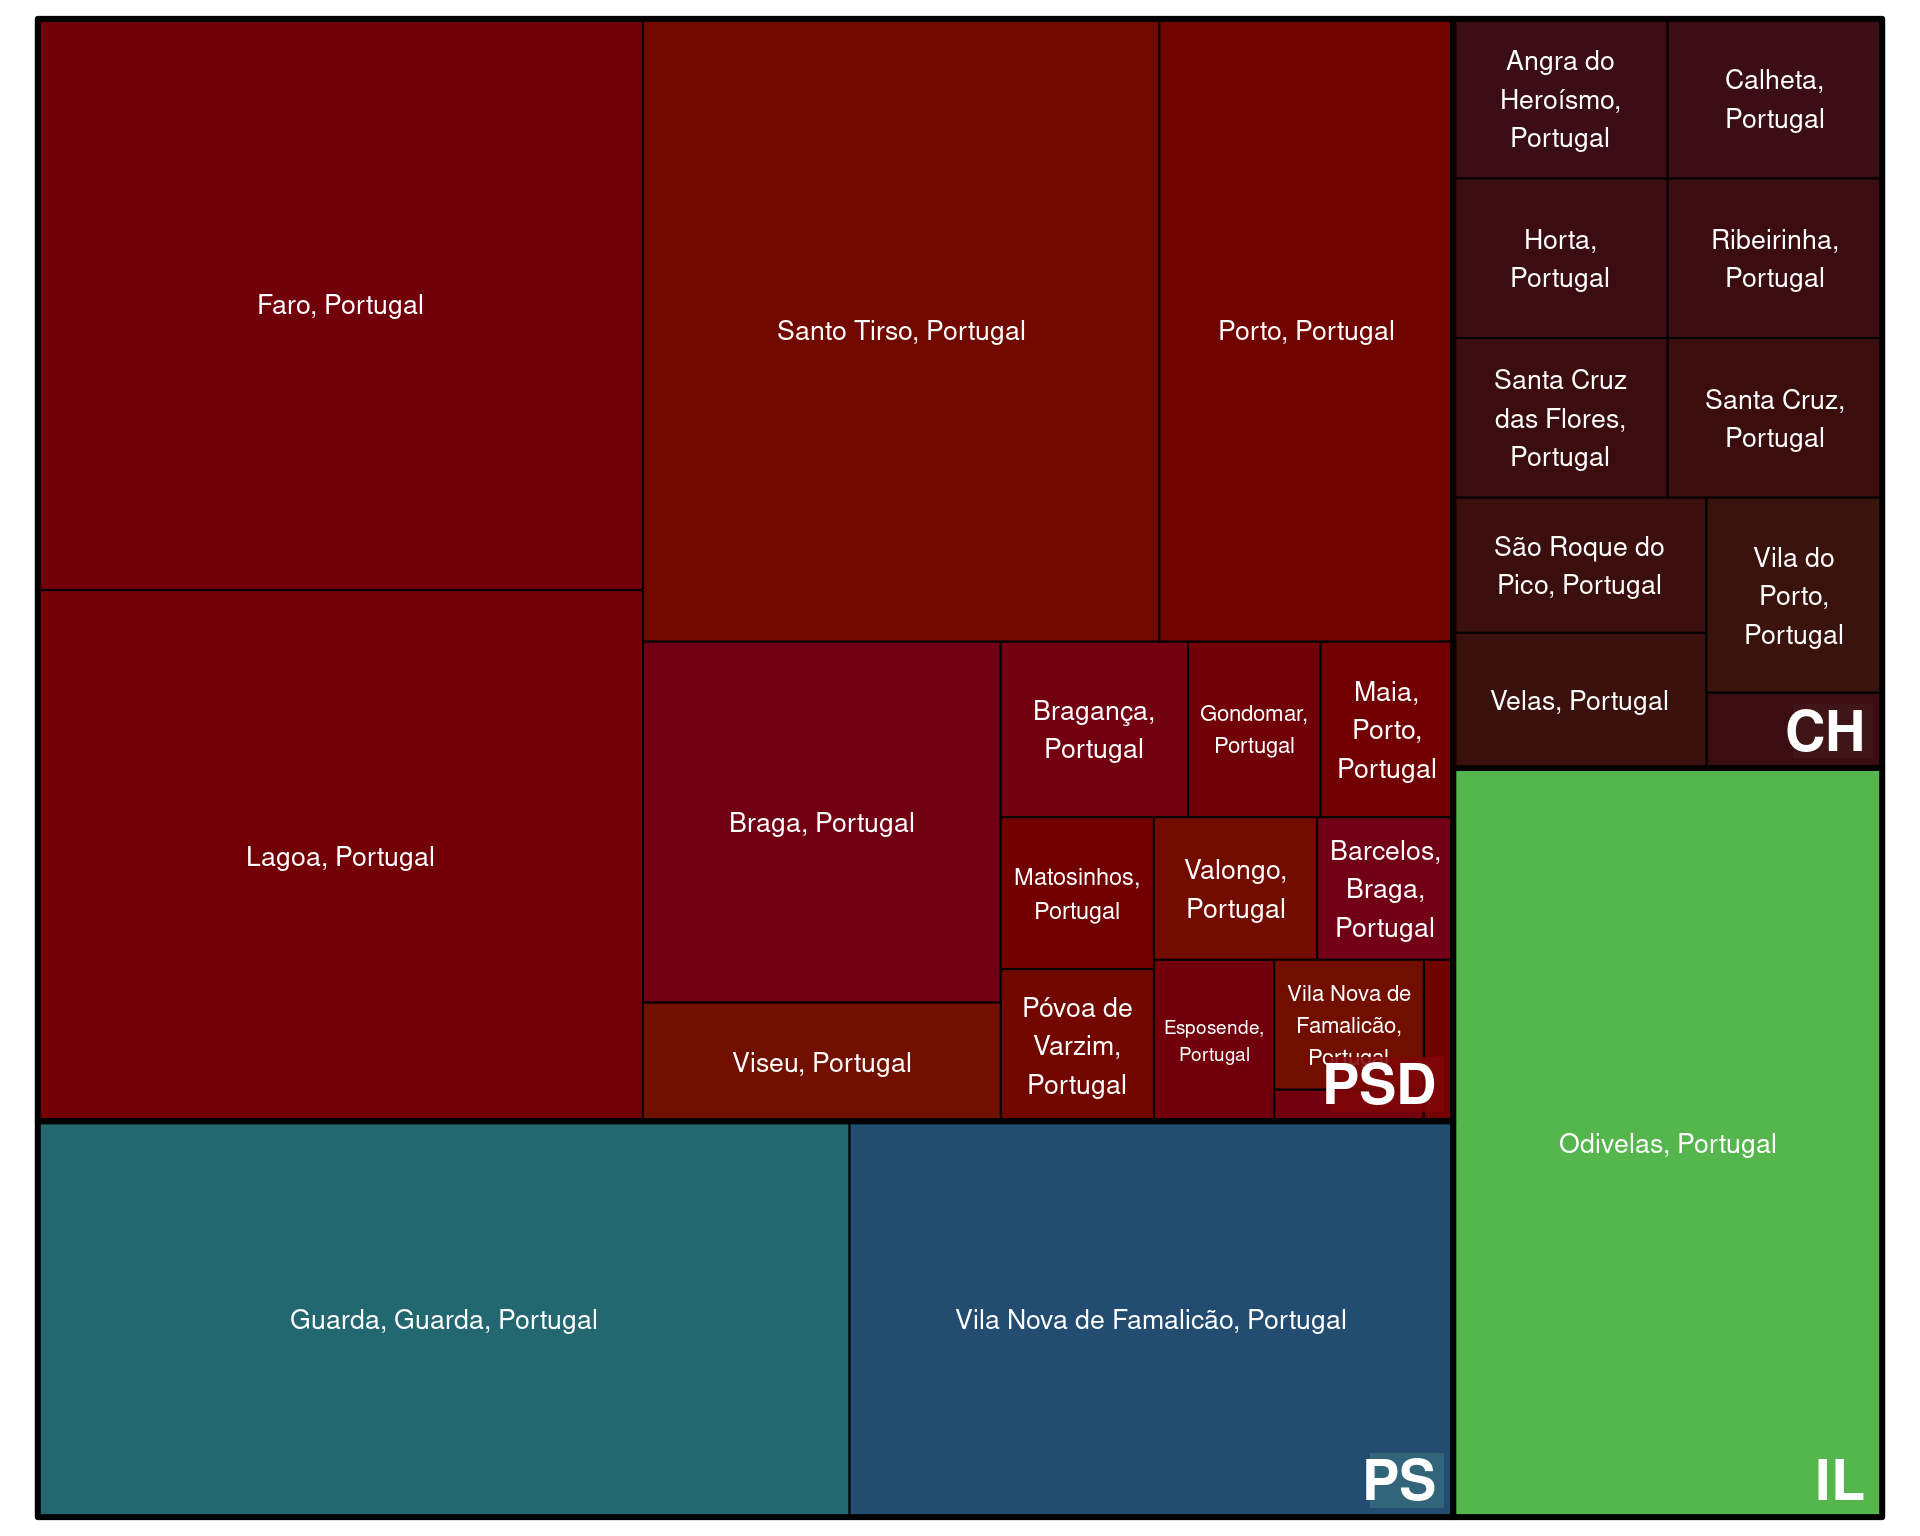 Faro, Portugal
Lagoa, Portugal
Santo Tirso, Portugal
Porto, Portugal
Braga, Portugal
Viseu, Portugal
Bragança,
Portugal
Gondomar,
Portugal
Maia,
Porto,
Portugal
Matosinhos,
Portugal
Valongo,
Portugal
Barcelos,
Braga,
Portugal
Póvoa de
Varzim,
Portugal
Esposende,
Portugal
Vila Nova de
Famalicão,
Portugal
PSD
Guarda, Guarda, Portugal
Vila Nova de Famalicão, Portugal
PS
Angra do
Heroísmo,
Portugal
Calheta,
Portugal
Horta,
Portugal
Ribeirinha,
Portugal
Santa Cruz
das Flores,
Portugal
Santa Cruz,
Portugal
São Roque do
Pico, Portugal
Vila do
Porto,
Portugal
Velas, Portugal
CH
Odivelas, Portugal
IL